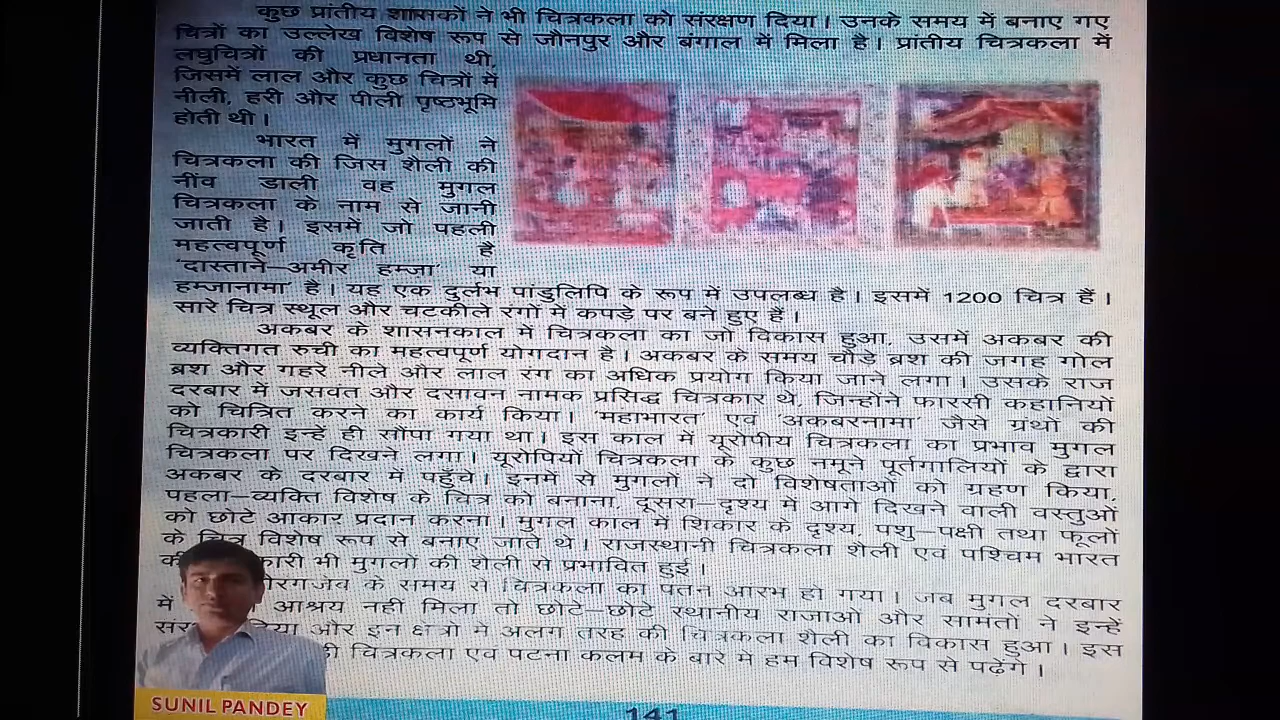 कुछ प्रांतीय शासकों ने भी चित्रकला को संरक्षण दिया। उनके समय में बनाए गए
चित्रों का उल्लेख विशेष रूप से जौनपुर और बंगाल में मिला है। प्रांतीय चित्रकला में
लघुचित्रों की प्रधानता थी,
जिसमें लाल और कुछ चित्रों में
नीली, हरी और पीली पृष्ठभूमि
होती थी।
भारत में मुगलों ने
चित्रकला की जिस शैली की
नींव डाली वह मुगल
चित्रकला के नाम से जानी
जाती है। इसमें जो पहली
महत्वपूर्ण कृति है
'दास्ताने–अमीर हम्जा' या
हम्जानामा' है। यह एक दुर्लभ पांडुलिपि के रूप में उपलब्ध है। इसमें 1200 चित्र हैं।
सारे चित्र स्थूल और चटकीले रंगों में कपड़े पर बने हुए हैं।
अकबर के शासनकाल में चित्रकला का जो विकास हुआ, उसमें अकबर की
व्यक्तिगत रुची का महत्वपूर्ण योगदान है। अकबर के समय चौड़े ब्रश की जगह गोल
ब्रश और गहरे नीले और लाल रंग का अधिक प्रयोग किया जाने लगा। उसके राज
दरबार में जसवंत और दसावन नामक प्रसिद्ध चित्रकार थे, जिन्होंने फारसी कहानियों
को चित्रित करने का कार्य किया। 'महाभारत' एवं 'अकबरनामा' जैसे ग्रंथों की
चित्रकारी इन्हें ही सौंपा गया था। इस काल में यूरोपीय चित्रकला का प्रभाव मुगल
चित्रकला पर दिखने लगा। यूरोपियों चित्रकला के कुछ नमूने पूर्तगालियों के द्वारा
अकबर के दरबार में पहुँचे। इनमें से मुगलों ने दो विशेषताओं को ग्रहण किया,
पहला–व्यक्ति विशेष के चित्र को बनाना, दूसरा–दृश्य में आगे दिखने वाली वस्तुओं
को छोटे आकार प्रदान करना। मुगल काल में शिकार के दृश्य, पशु–पक्षी तथा फूलों
के चित्र विशेष रूप से बनाए जाते थे। राजस्थानी चित्रकला शैली एवं पश्चिम भारत
भी मुगलों की शैली से प्रभावित हुई।
के समय से चित्रकला का पतन आरंभ हो गया। जब मुगल दरबार
में आश्रय नहीं मिला तो छोटे–छोटे स्थानीय राजाओं और सामंतों ने इन्हें
और इन क्षेत्रों में अलग तरह की चित्रकला शैली का विकास हुआ। इस
चित्रकला एवं पटना कलम के बारे में हम विशेष रूप से पढ़ेंगे।
SUNIL PANDEY
141